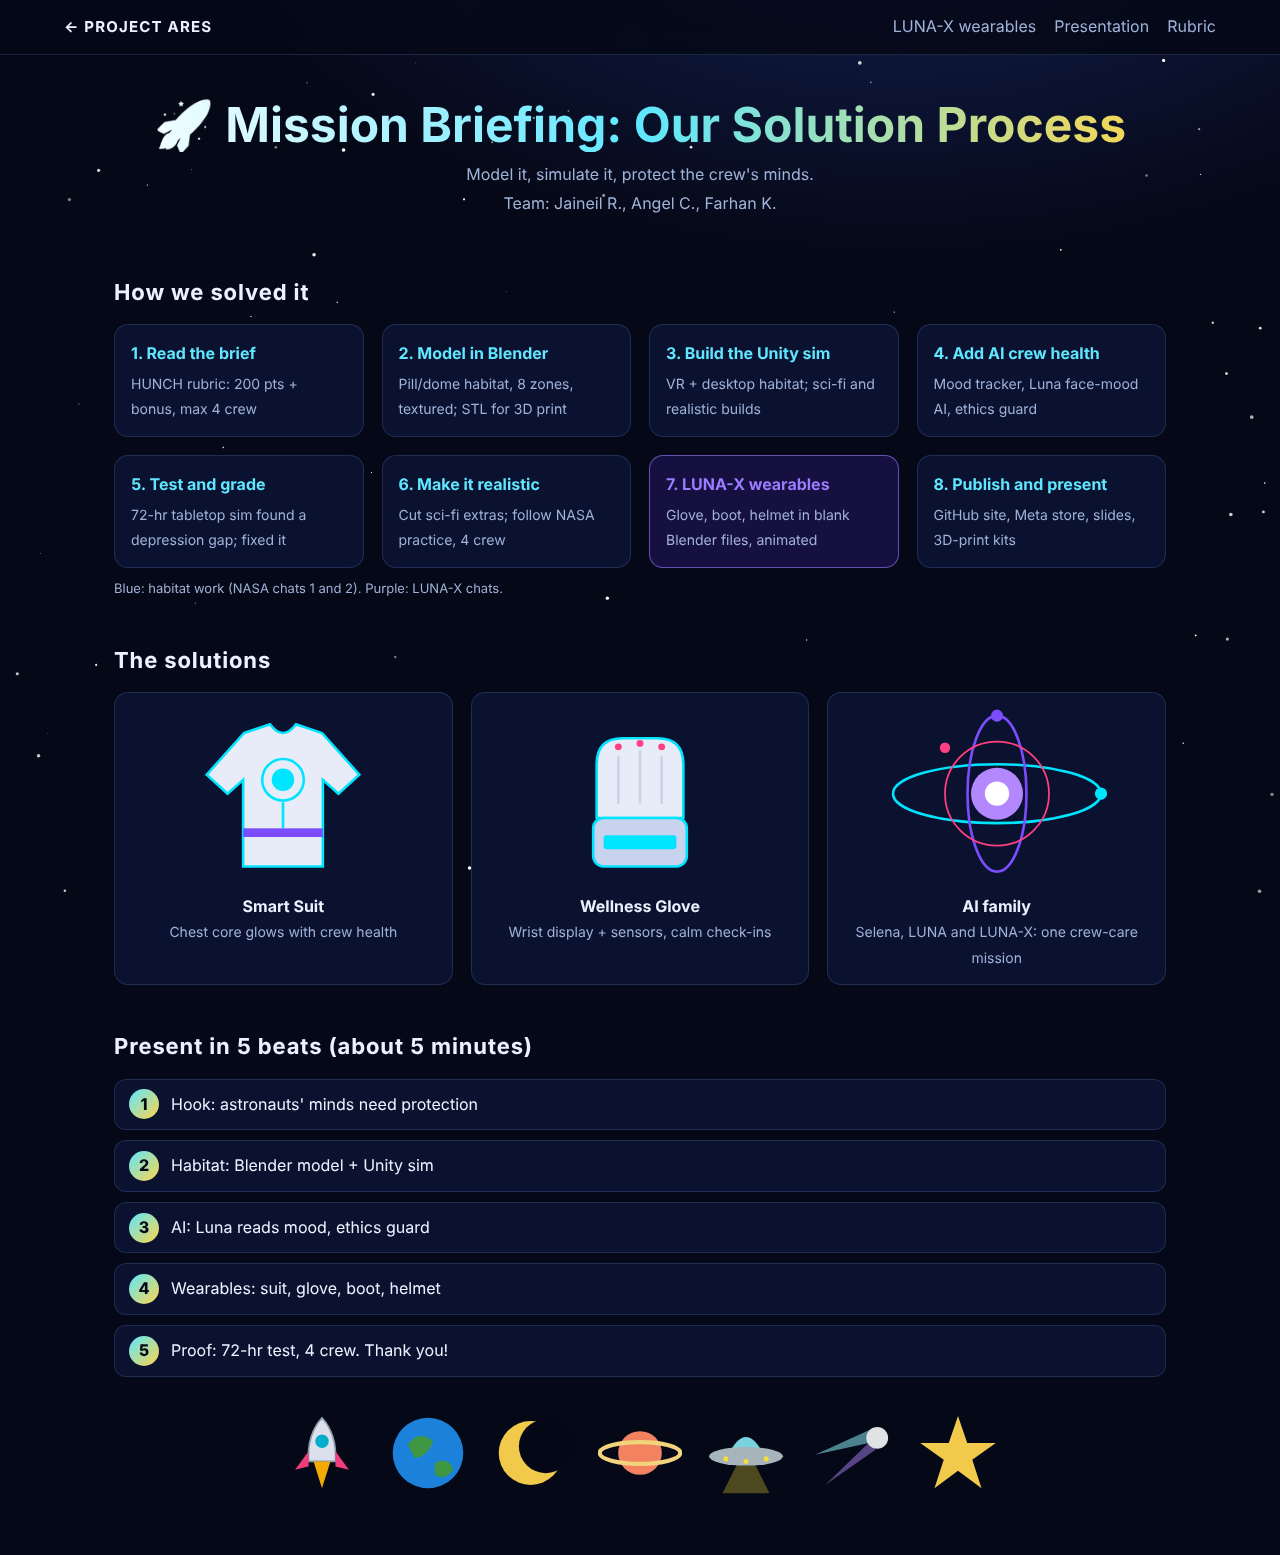 ← PROJECT ARES
LUNA-X wearables Presentation Rubric
🚀 Mission Briefing: Our Solution Process
Model it, simulate it, protect the crew's minds.
Team: Jaineil R., Angel C., Farhan K.
How we solved it
1. Read the brief
HUNCH rubric: 200 pts +
bonus, max 4 crew
2. Model in Blender
Pill/dome habitat, 8 zones,
textured; STL for 3D print
3. Build the Unity sim
VR + desktop habitat; sci-fi and
realistic builds
4. Add AI crew health
Mood tracker, Luna face-mood
AI, ethics guard
5. Test and grade
72-hr tabletop sim found a
depression gap; fixed it
6. Make it realistic
Cut sci-fi extras; follow NASA
practice, 4 crew
7. LUNA-X wearables
Glove, boot, helmet in blank
Blender files, animated
8. Publish and present
GitHub site, Meta store, slides,
3D-print kits
Blue: habitat work (NASA chats 1 and 2). Purple: LUNA-X chats.
The solutions
Smart Suit
Chest core glows with crew health
Wellness Glove
Wrist display + sensors, calm check-ins
AI family
Selena, LUNA and LUNA-X: one crew-care
mission
Present in 5 beats (about 5 minutes)
1 Hook: astronauts' minds need protection
2 Habitat: Blender model + Unity sim
3 AI: Luna reads mood, ethics guard
4 Wearables: suit, glove, boot, helmet
5 Proof: 72-hr test, 4 crew. Thank you!